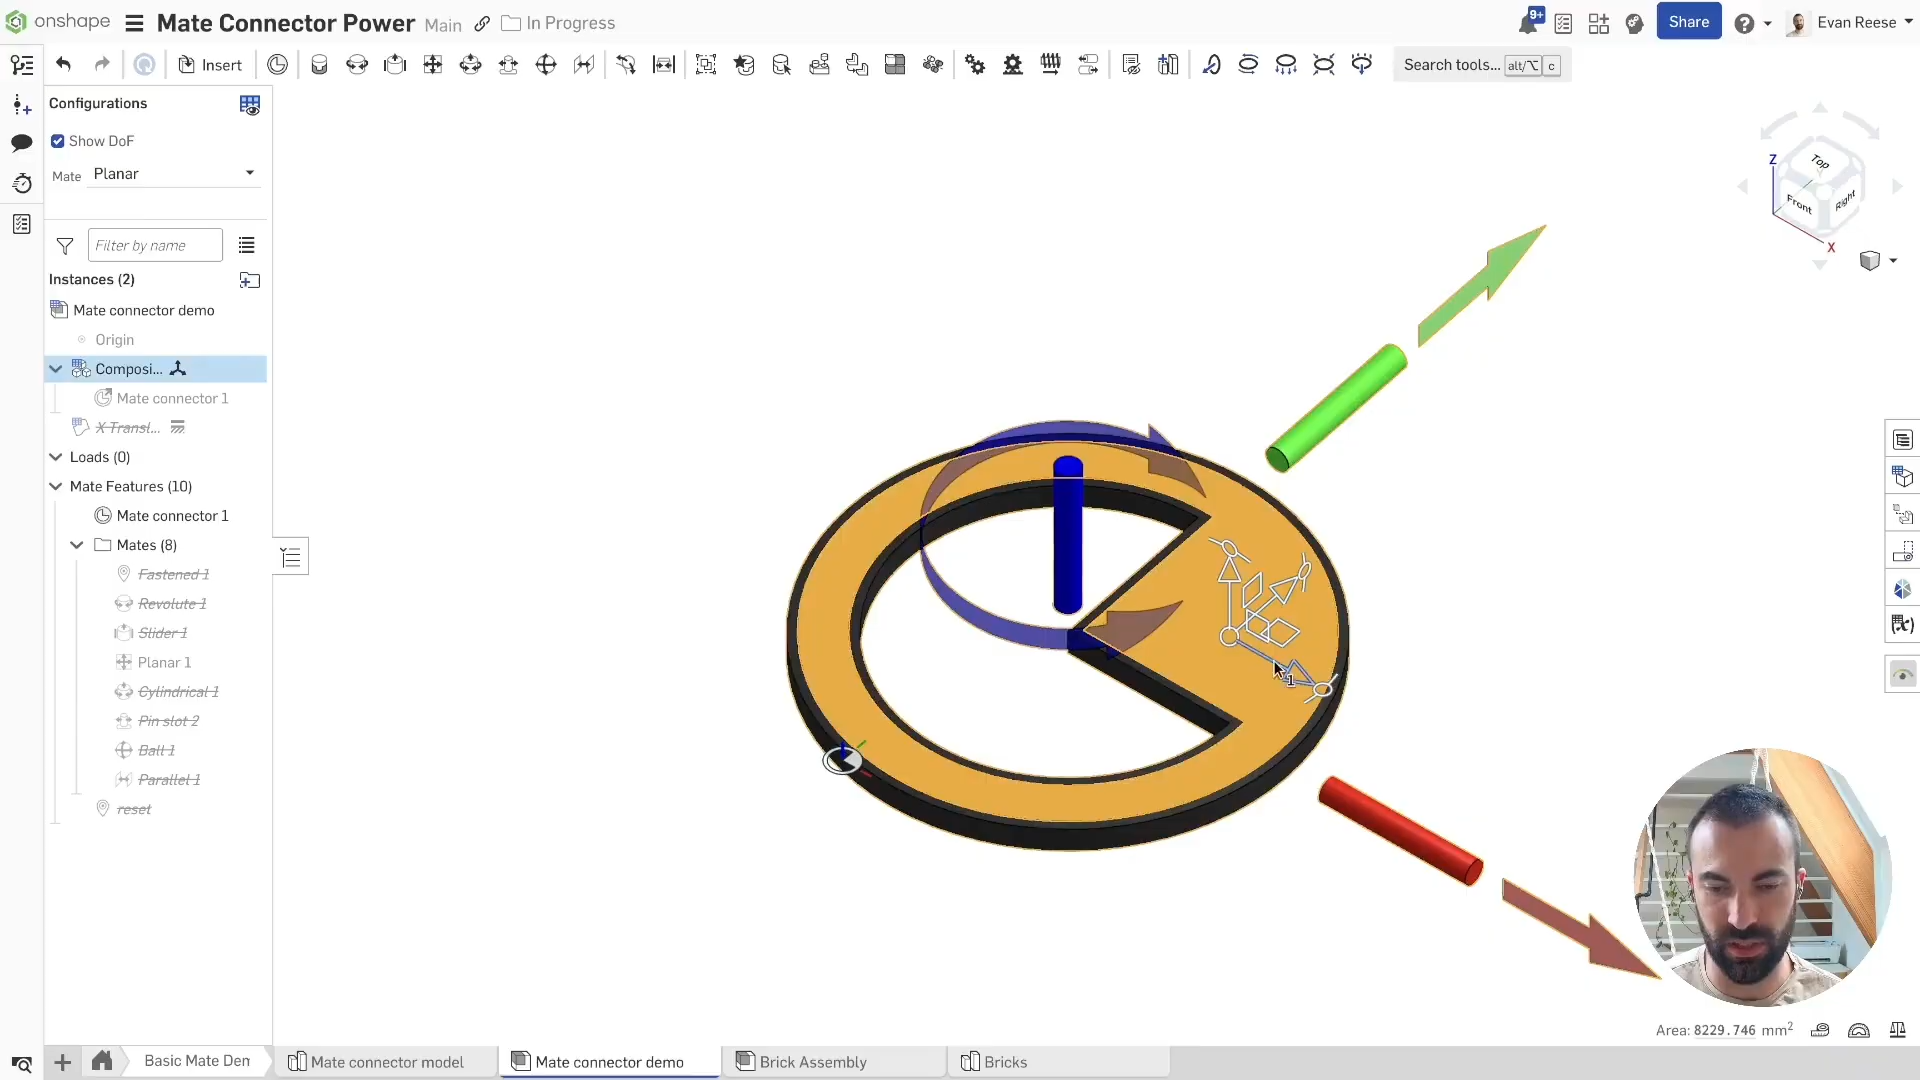 onshape
Mate Connector Power
Main
In Progress
9+
Share
Evan Reese
Insert
Search tools... alt/⌥ c
Configurations
Show DoF
Mate Planar
Filter by name
Instances (2)
Mate connector demo
Origin
Composi...
Mate connector 1
X Transl...
Loads (0)
Mate Features (10)
Mate connector 1
Mates (8)
Fastened 1
Revolute 1
Slider 1
Planar 1
Cylindrical 1
Pin slot 2
Ball 1
Parallel 1
reset
Z
Top
Front
Right
X
1
(x)
Area: 8229.746 mm²
Basic Mate Den
Mate connector model
Mate connector demo
Brick Assembly
Bricks